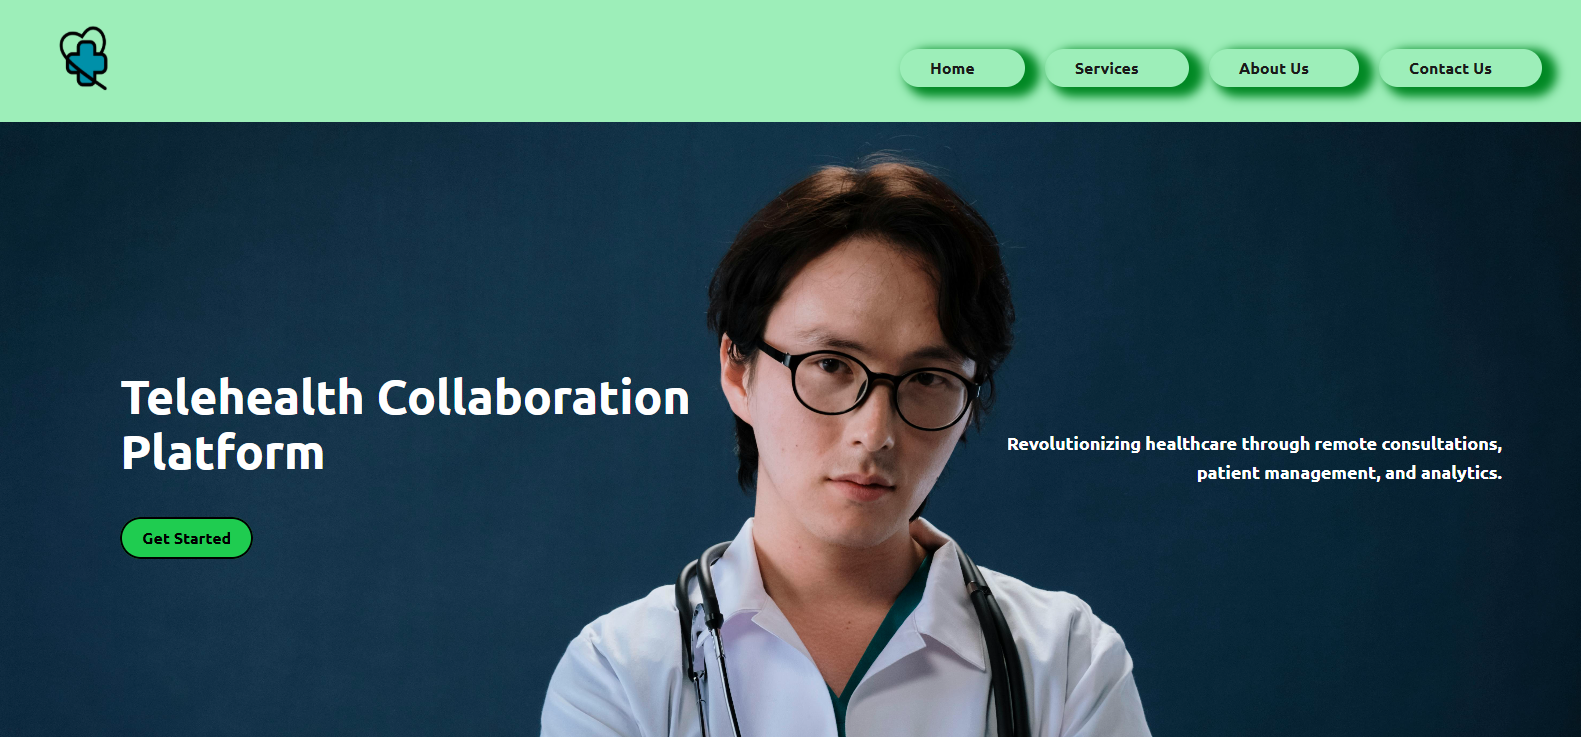 Home
Services
About Us
Contact Us
Telehealth Collaboration
Platform
Revolutionizing healthcare through remote consultations,
patient management, and analytics.
Get Started